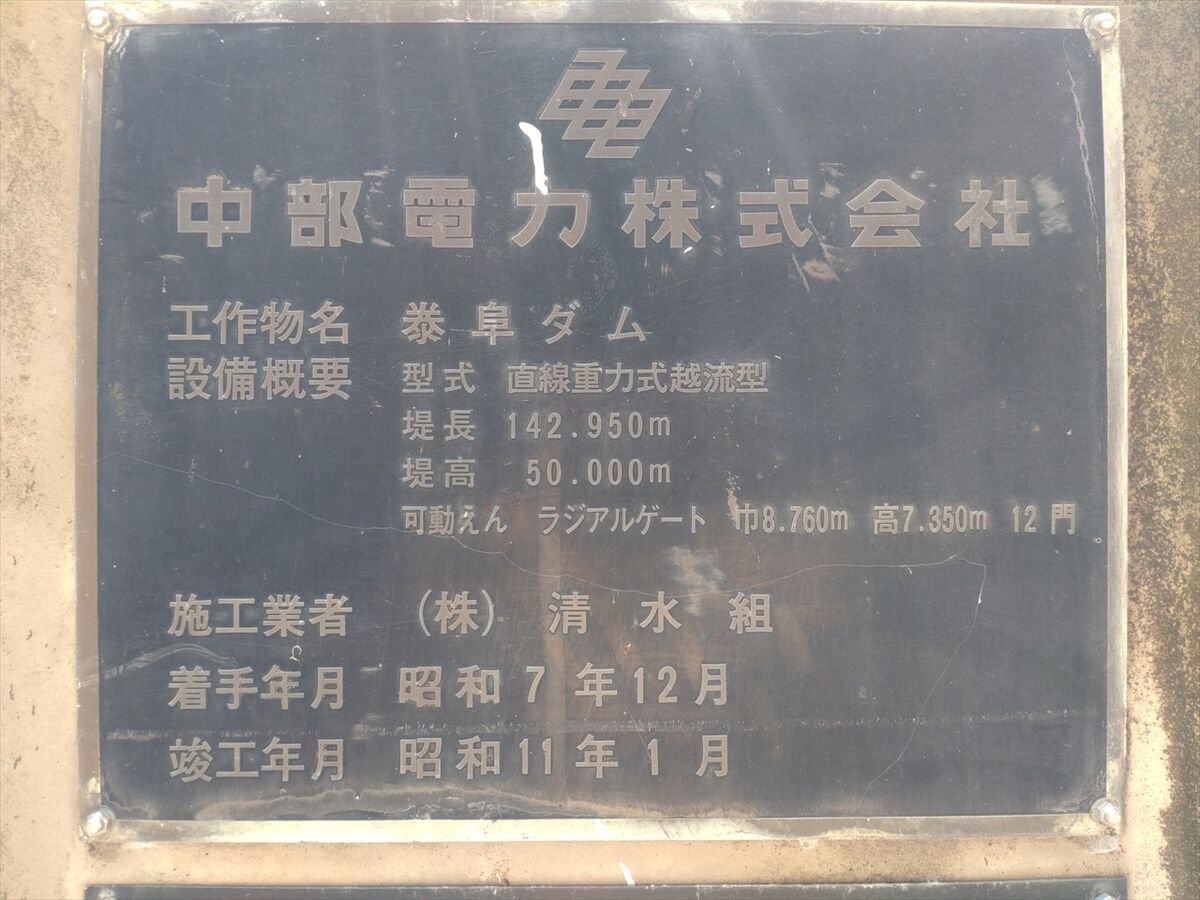 中部電力株式会社
工作物名 泰阜ダム
設備概要 型式 直線重力式越流型
堤長 142.950m
堤高 50.000m
可動えん ラジアルゲート 巾8.760m 高7.350m 12門
施工業者 (株) 清水組
着手年月 昭和7年12月
竣工年月 昭和11年1月